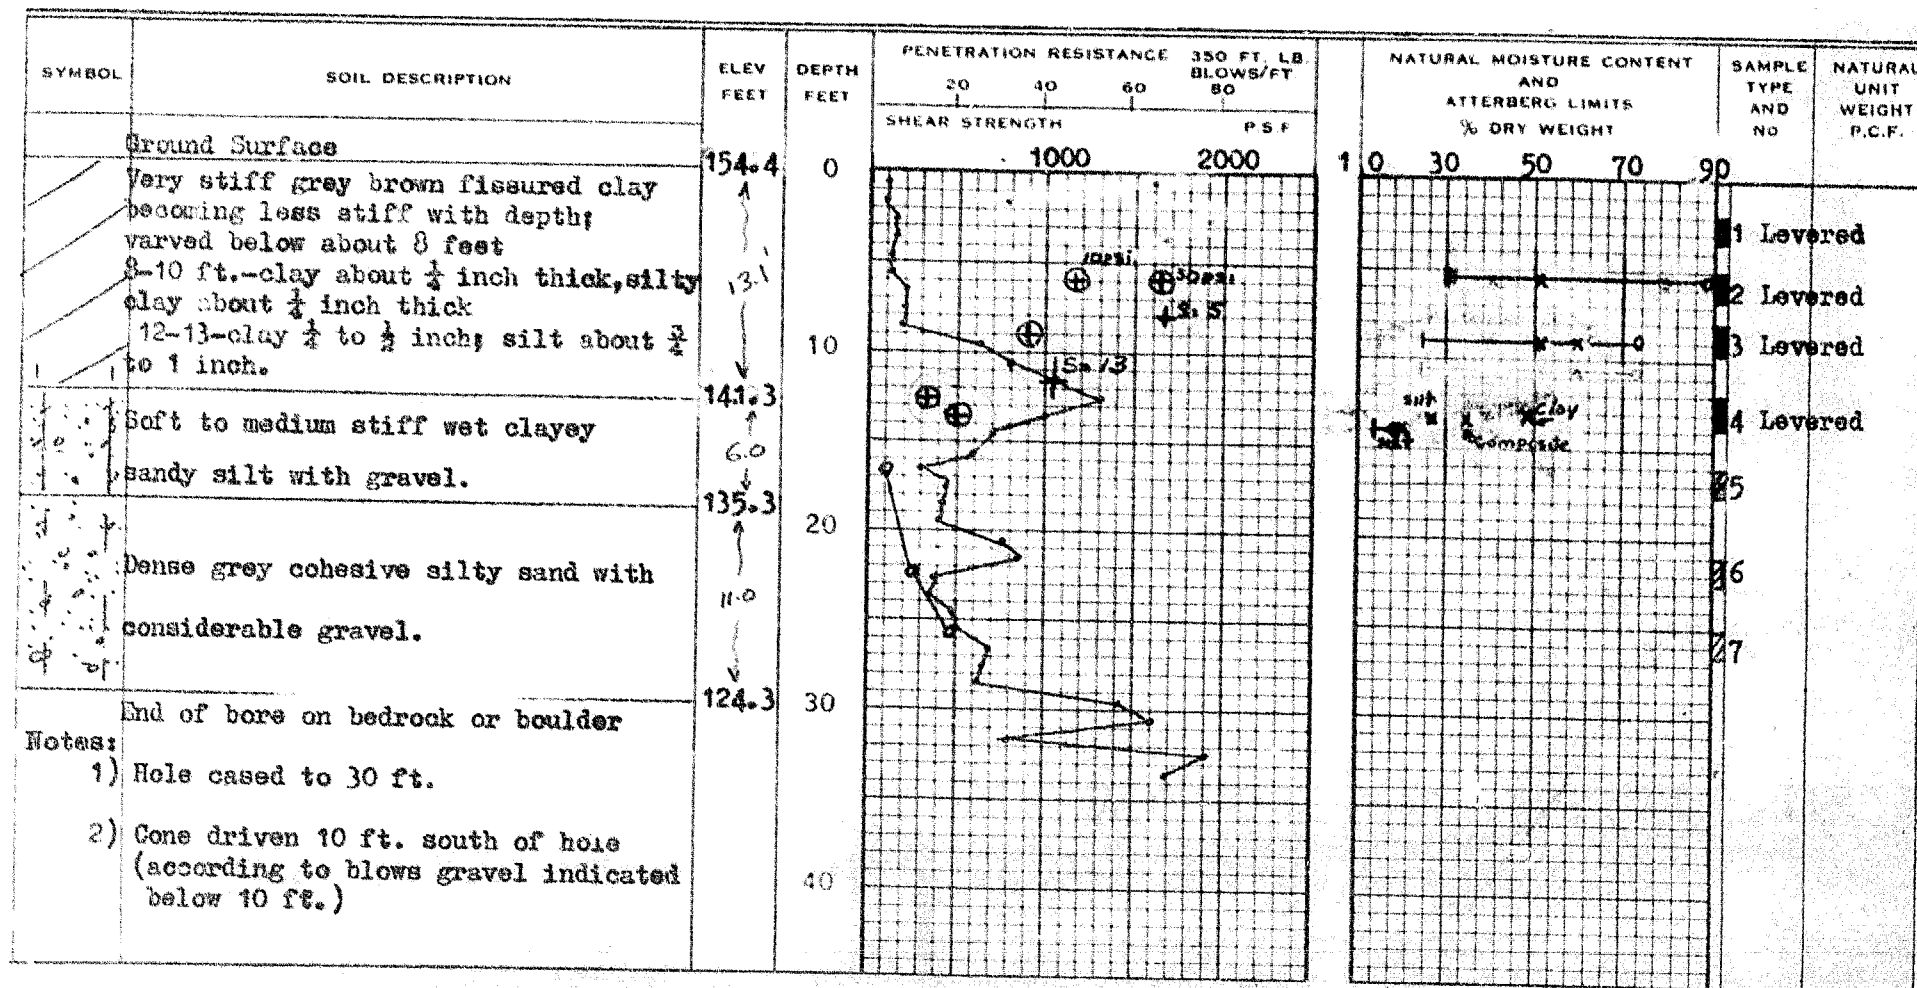 SYMBOL
SOIL DESCRIPTION
ELEV
FEET
DEPTH
FEET
PENETRATION RESISTANCE 350 FT. LB.
BLOWS/FT
20 40 60 80
SHEAR STRENGTH P.S.F
1000 2000
NATURAL MOISTURE CONTENT
AND
ATTERBERG LIMITS
% DRY WEIGHT
10 30 50 70 90
SAMPLE
TYPE
AND
NO
NATURAL
UNIT
WEIGHT
P.C.F.
Ground Surface
154.4
0
Very stiff grey brown fissured clay
becoming less stiff with depth;
varved below about 8 feet
8-10 ft.-clay about ½ inch thick, silty
clay about ½ inch thick
12-13-clay ¼ to ½ inch; silt about ¾
to 1 inch.
13.1'
10
141.3
Soft to medium stiff wet clayey
sandy silt with gravel.
6.0
135.3
20
Dense grey cohesive silty sand with
considerable gravel.
11.0
124.3
30
End of bore on bedrock or boulder
Notes:
1) Hole cased to 30 ft.
2) Cone driven 10 ft. south of hole
(according to blows gravel indicated
below 10 ft.)
40
10psi
30psi
S. 5
S= 13
silt
clay
composite
1 Levered
2 Levered
3 Levered
4 Levered
5
6
7